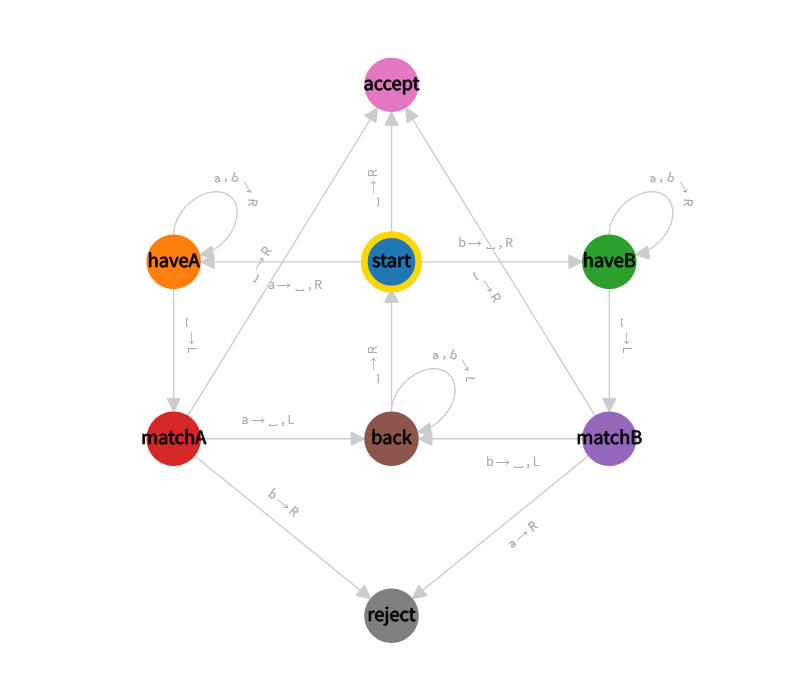 accept
a,b→R
a,b→R
␣→R
haveA
start
haveB
b→␣,R
␣→R
a→␣,R
␣→R
␣→L
␣→R
a,b→L
␣→L
matchA
a→␣,L
back
matchB
b→␣,L
b→R
a→R
reject